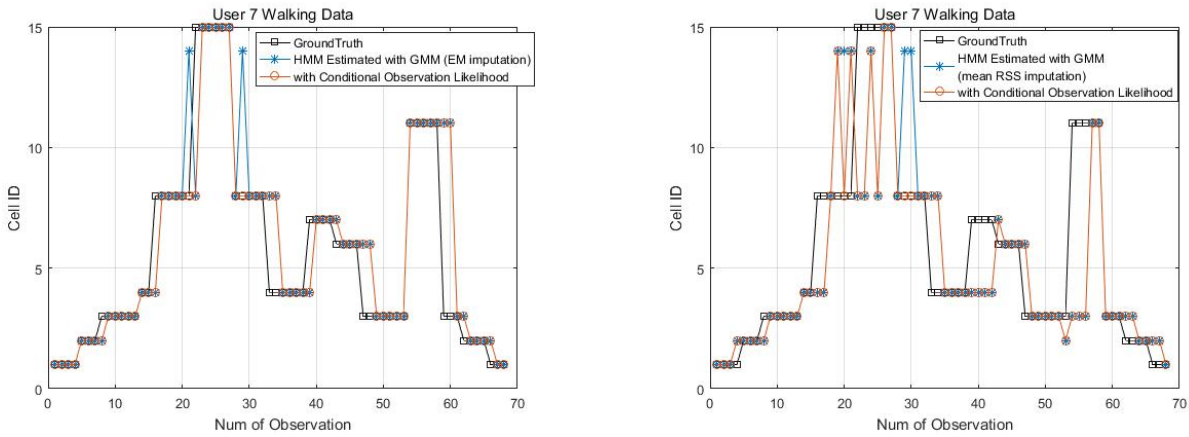 User 7 Walking Data
15
10
5
0
Cell ID
GroundTruth
HMM Estimated with GMM (EM imputation)
with Conditional Observation Likelihood
0 10 20 30 40 50 60 70
Num of Observation
User 7 Walking Data
15
10
5
0
Cell ID
GroundTruth
HMM Estimated with GMM
(mean RSS imputation)
with Conditional Observation Likelihood
0 10 20 30 40 50 60 70
Num of Observation